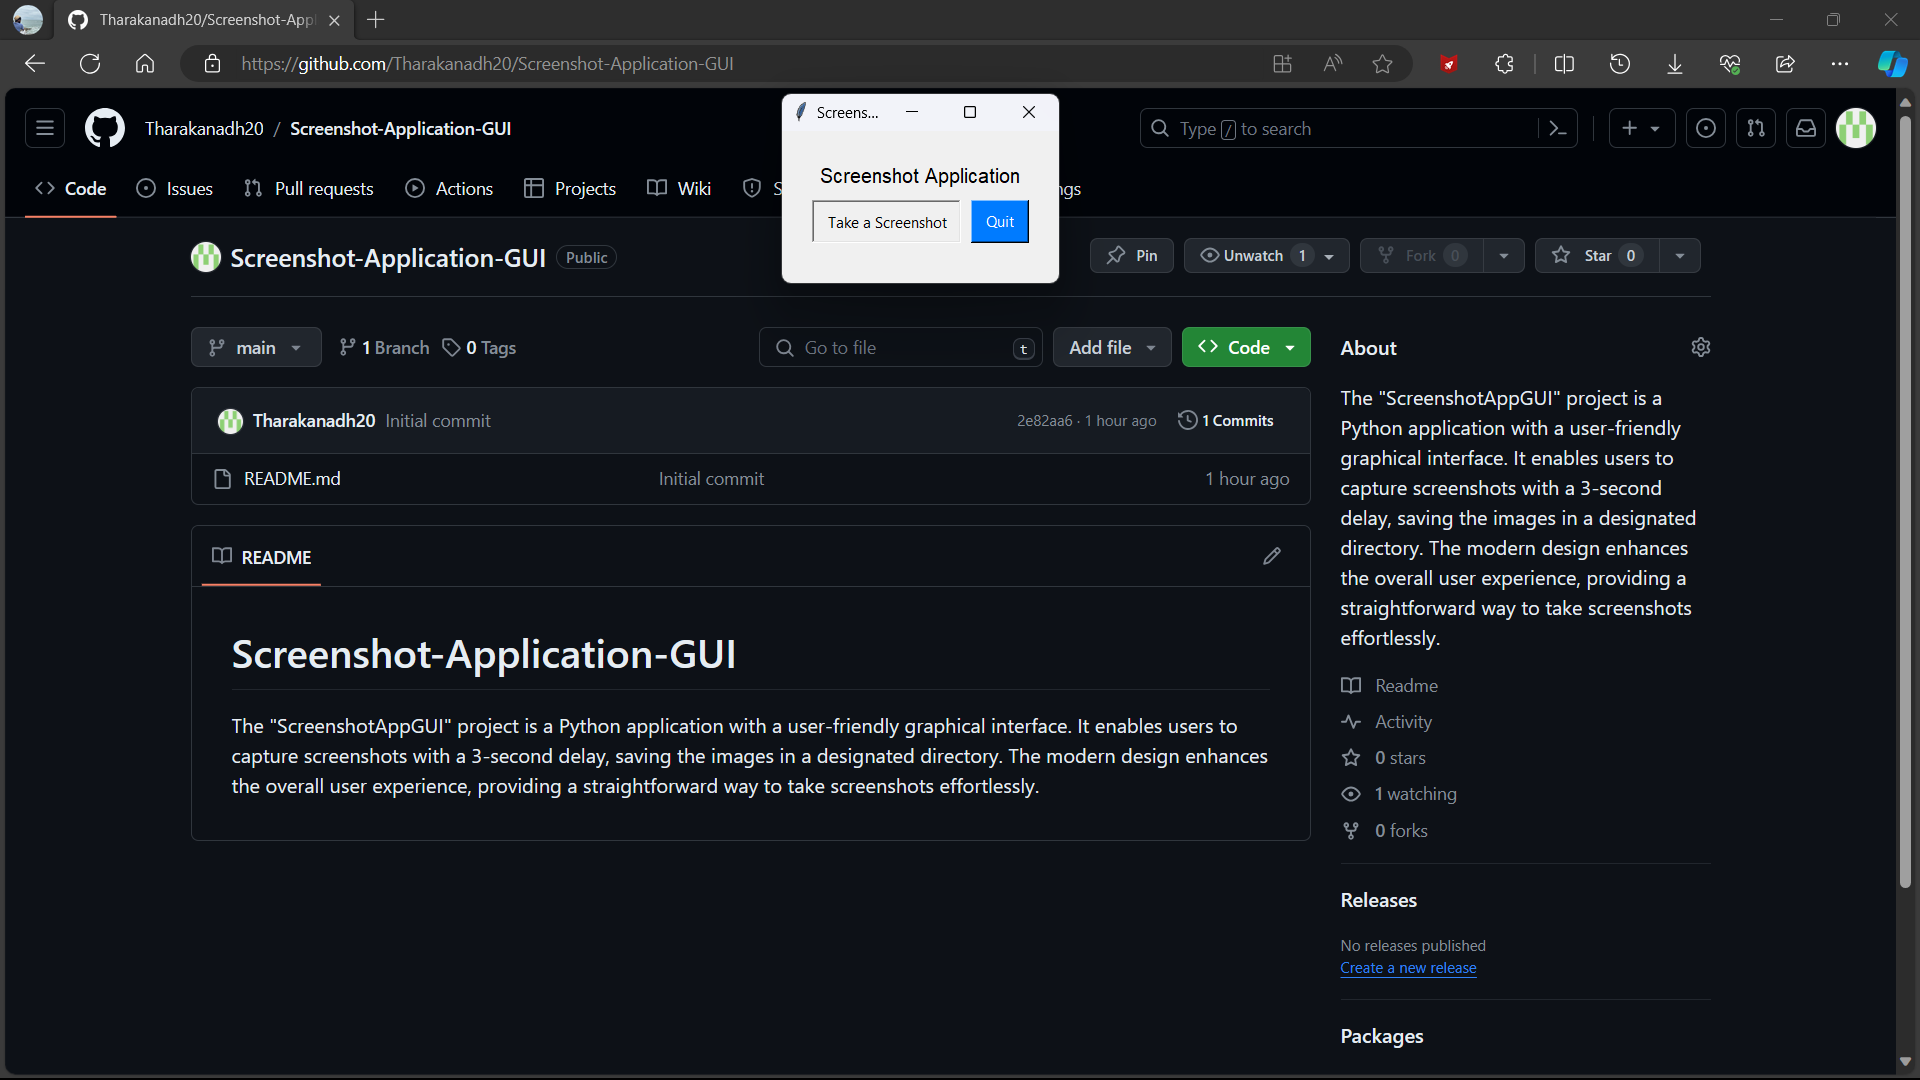 Tharakanadh20/Screenshot-Appl
https://github.com/Tharakanadh20/Screenshot-Application-GUI
Screens...
Tharakanadh20 / Screenshot-Application-GUI
Type / to search
Screenshot Application
Code
Issues
Pull requests
Actions
Projects
Wiki
S
ngs
Take a Screenshot
Quit
Screenshot-Application-GUI
Public
Pin
Unwatch 1
Fork 0
Star 0
main
1 Branch
0 Tags
Go to file
t
Add file
Code
Tharakanadh20 Initial commit
2e82aa6 · 1 hour ago
1 Commits
README.md
Initial commit
1 hour ago
README
Screenshot-Application-GUI
The "ScreenshotAppGUI" project is a Python application with a user-friendly graphical interface. It enables users to
capture screenshots with a 3-second delay, saving the images in a designated directory. The modern design enhances
the overall user experience, providing a straightforward way to take screenshots effortlessly.
About
The "ScreenshotAppGUI" project is a
Python application with a user-friendly
graphical interface. It enables users to
capture screenshots with a 3-second
delay, saving the images in a designated
directory. The modern design enhances
the overall user experience, providing a
straightforward way to take screenshots
effortlessly.
Readme
Activity
0 stars
1 watching
0 forks
Releases
No releases published
Create a new release
Packages